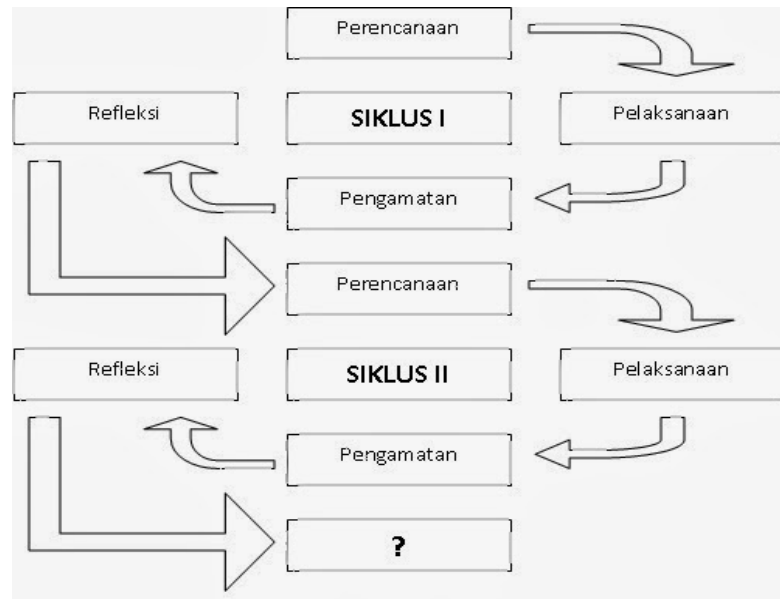 Perencanaan
Refleksi
SIKLUS I
Pelaksanaan
Pengamatan
Perencanaan
Refleksi
SIKLUS II
Pelaksanaan
Pengamatan
?